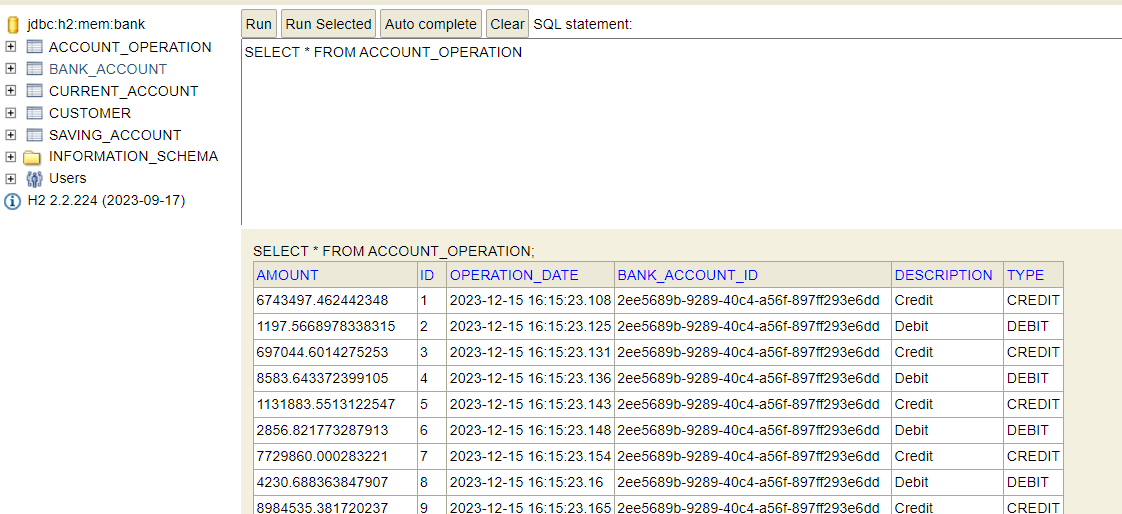 jdbc:h2:mem:bank
ACCOUNT_OPERATION
BANK_ACCOUNT
CURRENT_ACCOUNT
CUSTOMER
SAVING_ACCOUNT
INFORMATION_SCHEMA
Users
H2 2.2.224 (2023-09-17)
Run Run Selected Auto complete Clear SQL statement:
SELECT * FROM ACCOUNT_OPERATION
SELECT * FROM ACCOUNT_OPERATION;
AMOUNT ID OPERATION_DATE BANK_ACCOUNT_ID DESCRIPTION TYPE
6743497.462442348 1 2023-12-15 16:15:23.108 2ee5689b-9289-40c4-a56f-897ff293e6dd Credit CREDIT
1197.5668978338315 2 2023-12-15 16:15:23.125 2ee5689b-9289-40c4-a56f-897ff293e6dd Debit DEBIT
697044.6014275253 3 2023-12-15 16:15:23.131 2ee5689b-9289-40c4-a56f-897ff293e6dd Credit CREDIT
8583.643372399105 4 2023-12-15 16:15:23.136 2ee5689b-9289-40c4-a56f-897ff293e6dd Debit DEBIT
1131883.5513122547 5 2023-12-15 16:15:23.143 2ee5689b-9289-40c4-a56f-897ff293e6dd Credit CREDIT
2856.821773287913 6 2023-12-15 16:15:23.148 2ee5689b-9289-40c4-a56f-897ff293e6dd Debit DEBIT
7729860.000283221 7 2023-12-15 16:15:23.154 2ee5689b-9289-40c4-a56f-897ff293e6dd Credit CREDIT
4230.688363847907 8 2023-12-15 16:15:23.16 2ee5689b-9289-40c4-a56f-897ff293e6dd Debit DEBIT
8984535.381720237 9 2023-12-15 16:15:23.165 2ee5689b-9289-40c4-a56f-897ff293e6dd Credit CREDIT